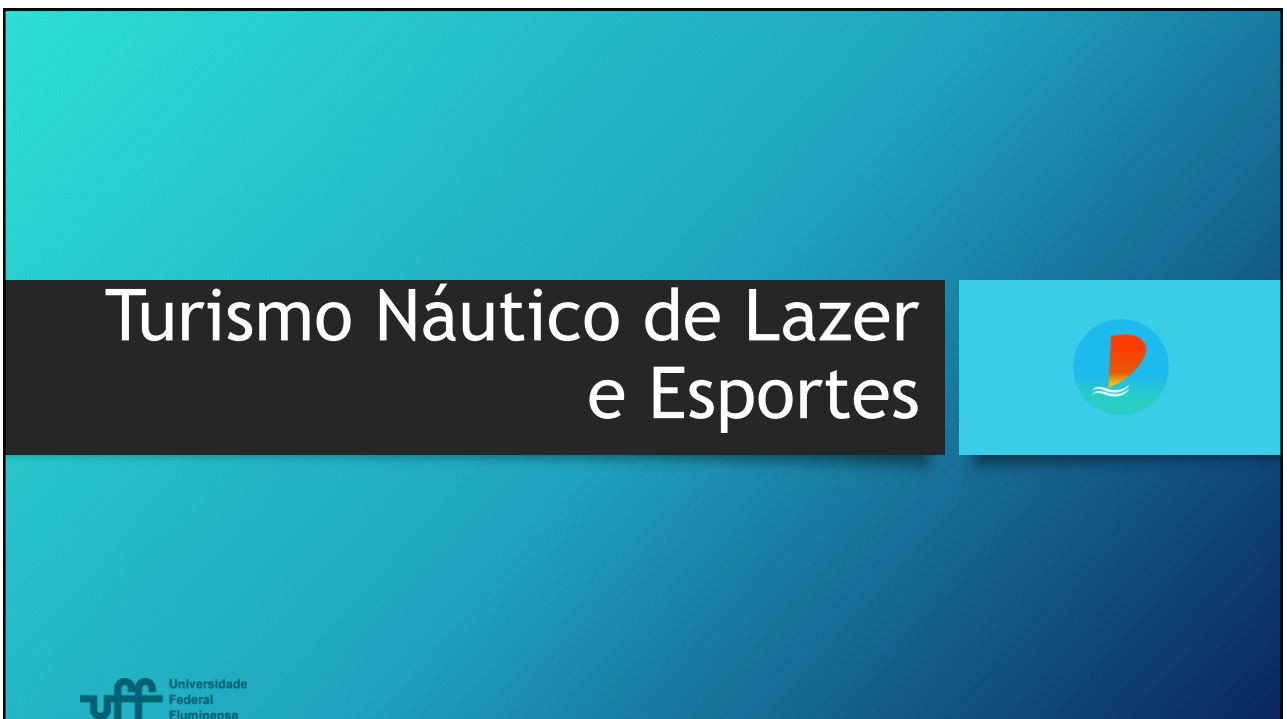 Turismo Náutico de Lazer
e Esportes
uff
Universidade
Federal
Fluminense